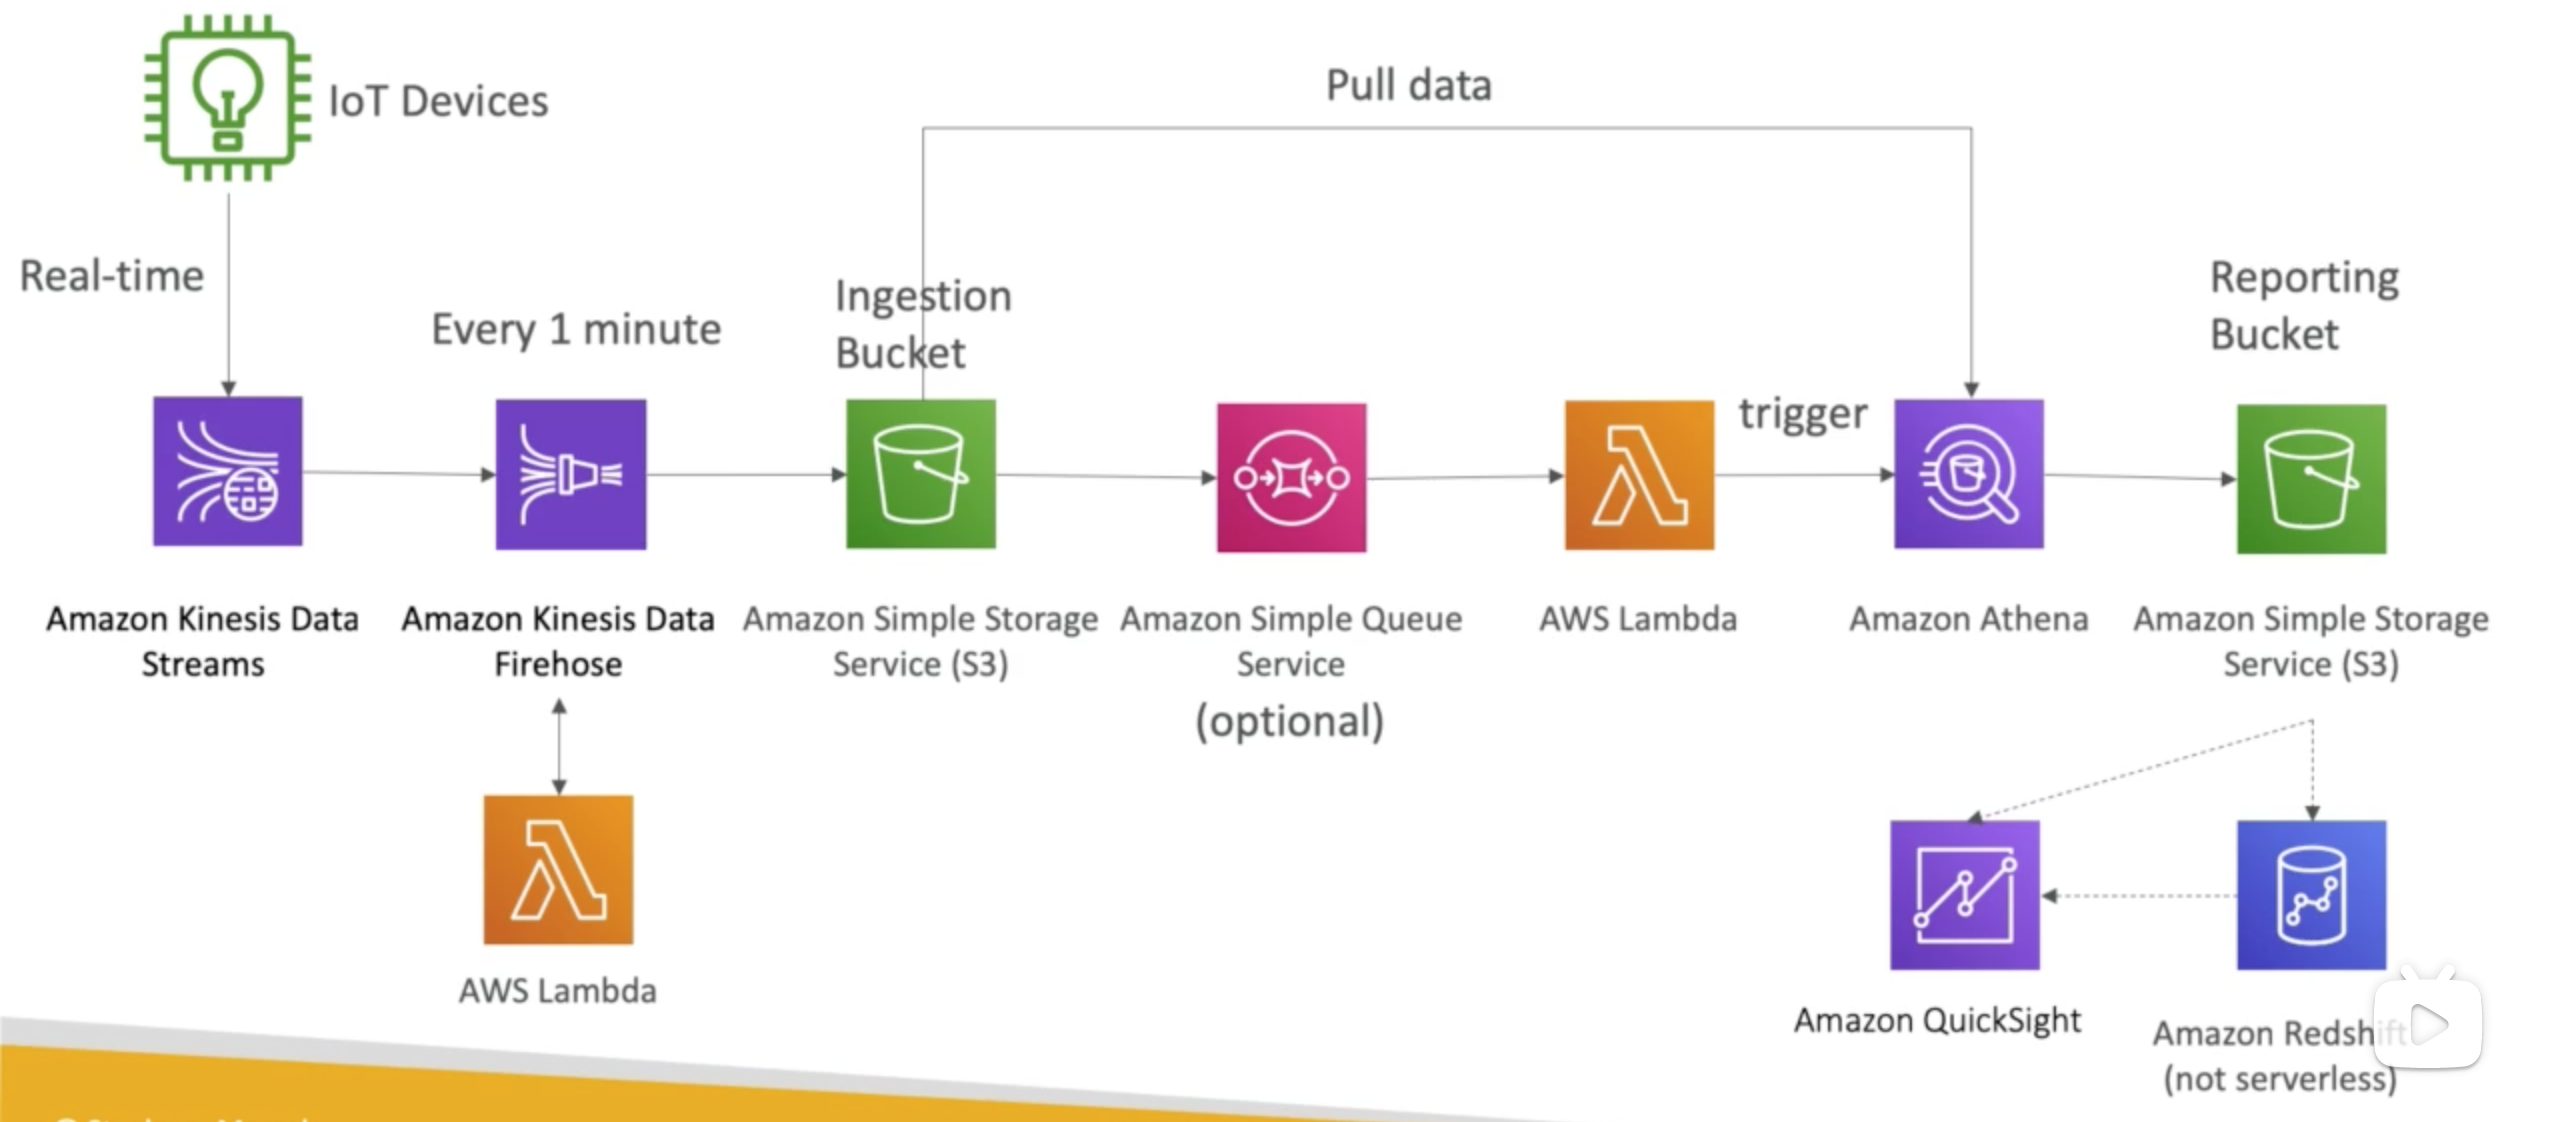 IoT Devices
Pull data
Real-time
Every 1 minute
Ingestion
Bucket
trigger
Reporting
Bucket
Amazon Kinesis Data
Streams
Amazon Kinesis Data
Firehose
Amazon Simple Storage
Service (S3)
Amazon Simple Queue
Service
(optional)
AWS Lambda
Amazon Athena
Amazon Simple Storage
Service (S3)
AWS Lambda
Amazon QuickSight
Amazon Redshift
(not serverless)